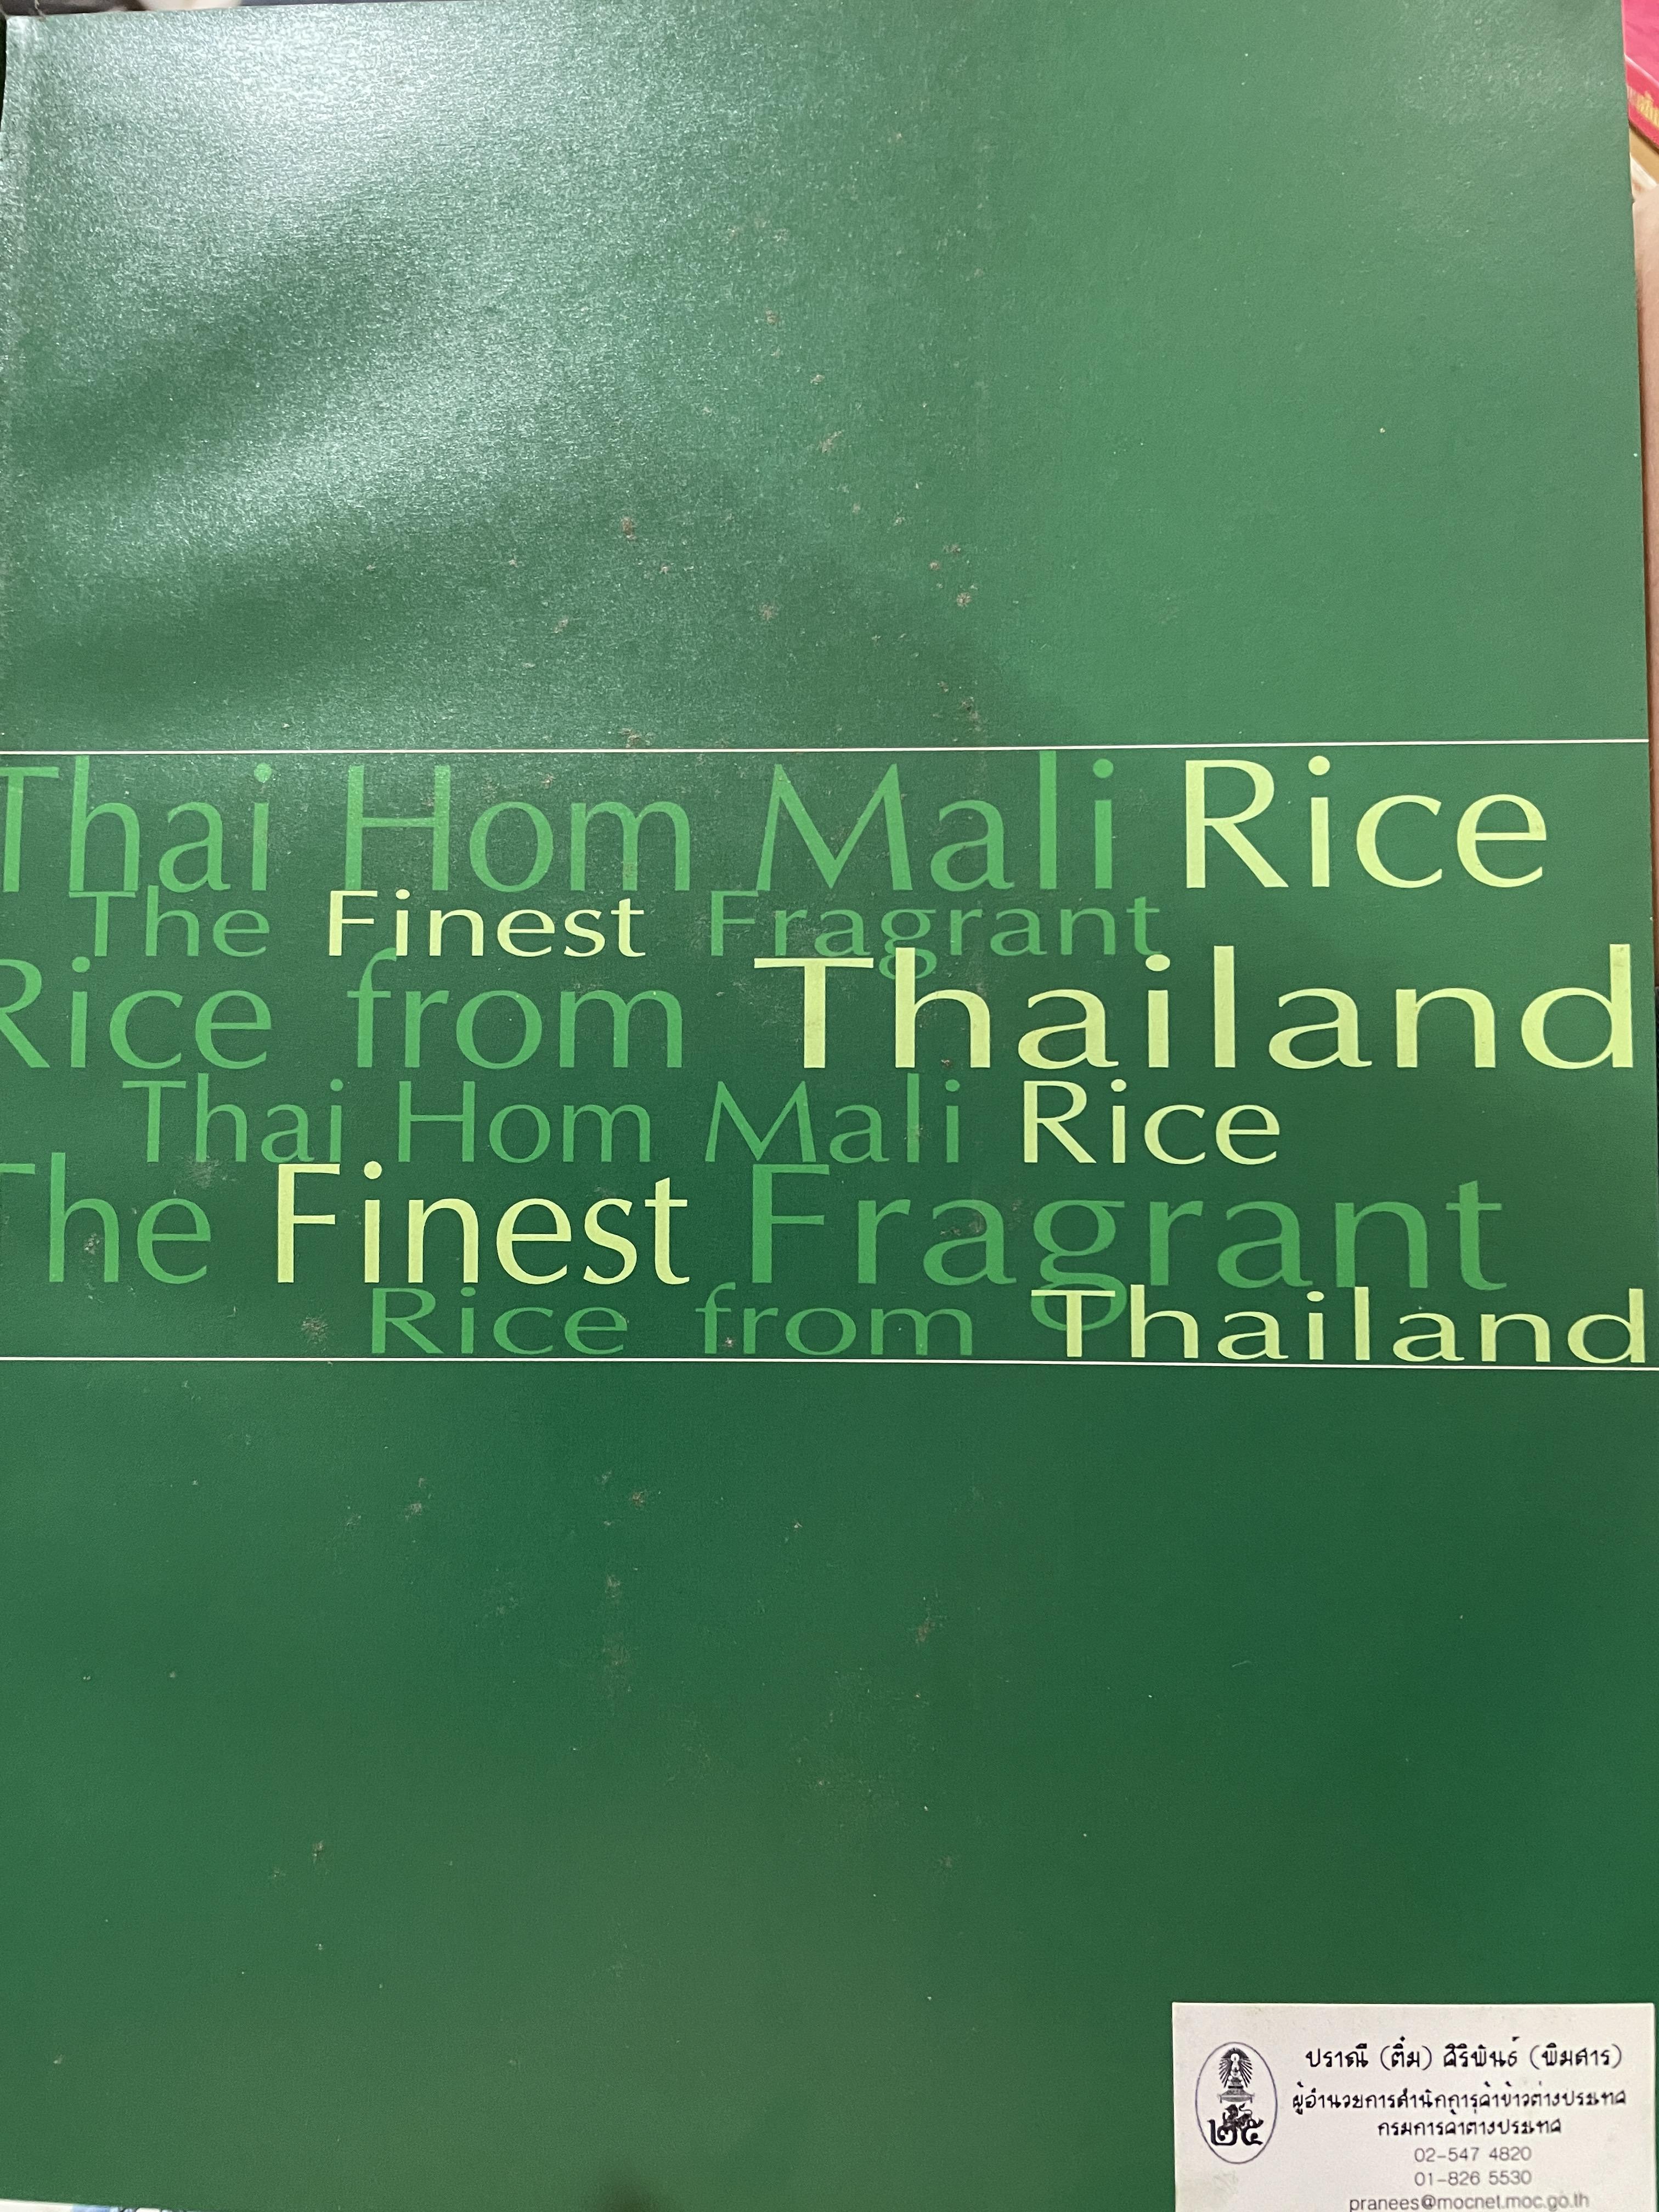 Thai Hom Mali Rice
The Finest Fragrant
Rice from Thailand
Thai Hom Mali Rice
The Finest Fragrant
Rice from Thailand
ปราณี (ติ๋ม) ศิริพันธ์ (พิมสาร)
ผู้อำนวยการสำนักการค้าข้าวต่างประเทศ
กรมการค้าต่างประเทศ
๒๕
02-547 4820
01-826 5530
pranees@mocnet.moc.go.th